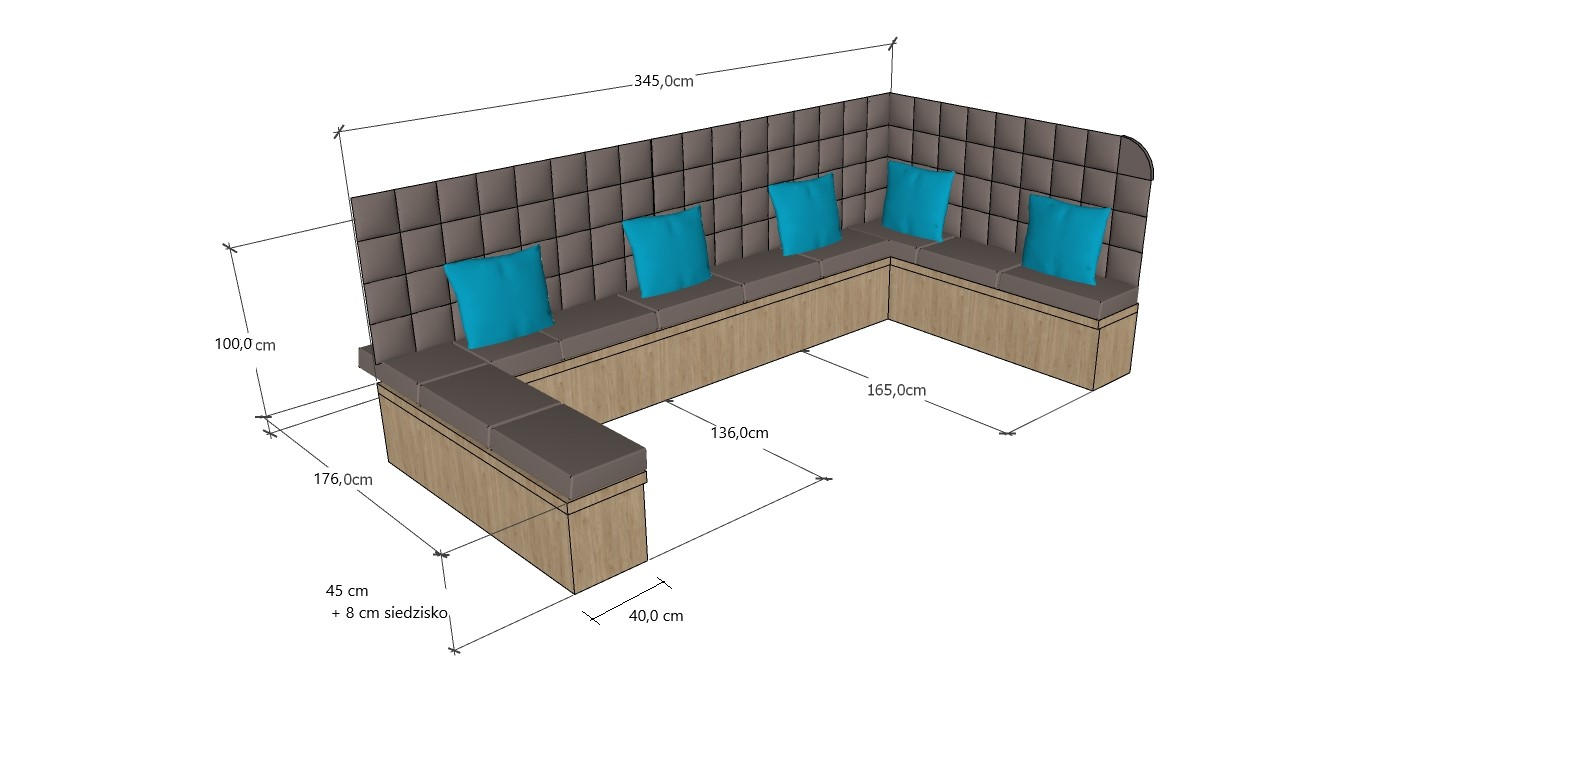 345,0cm
100,0 cm
165,0cm
136,0cm
176,0cm
45 cm
+ 8 cm siedzisko
40,0 cm